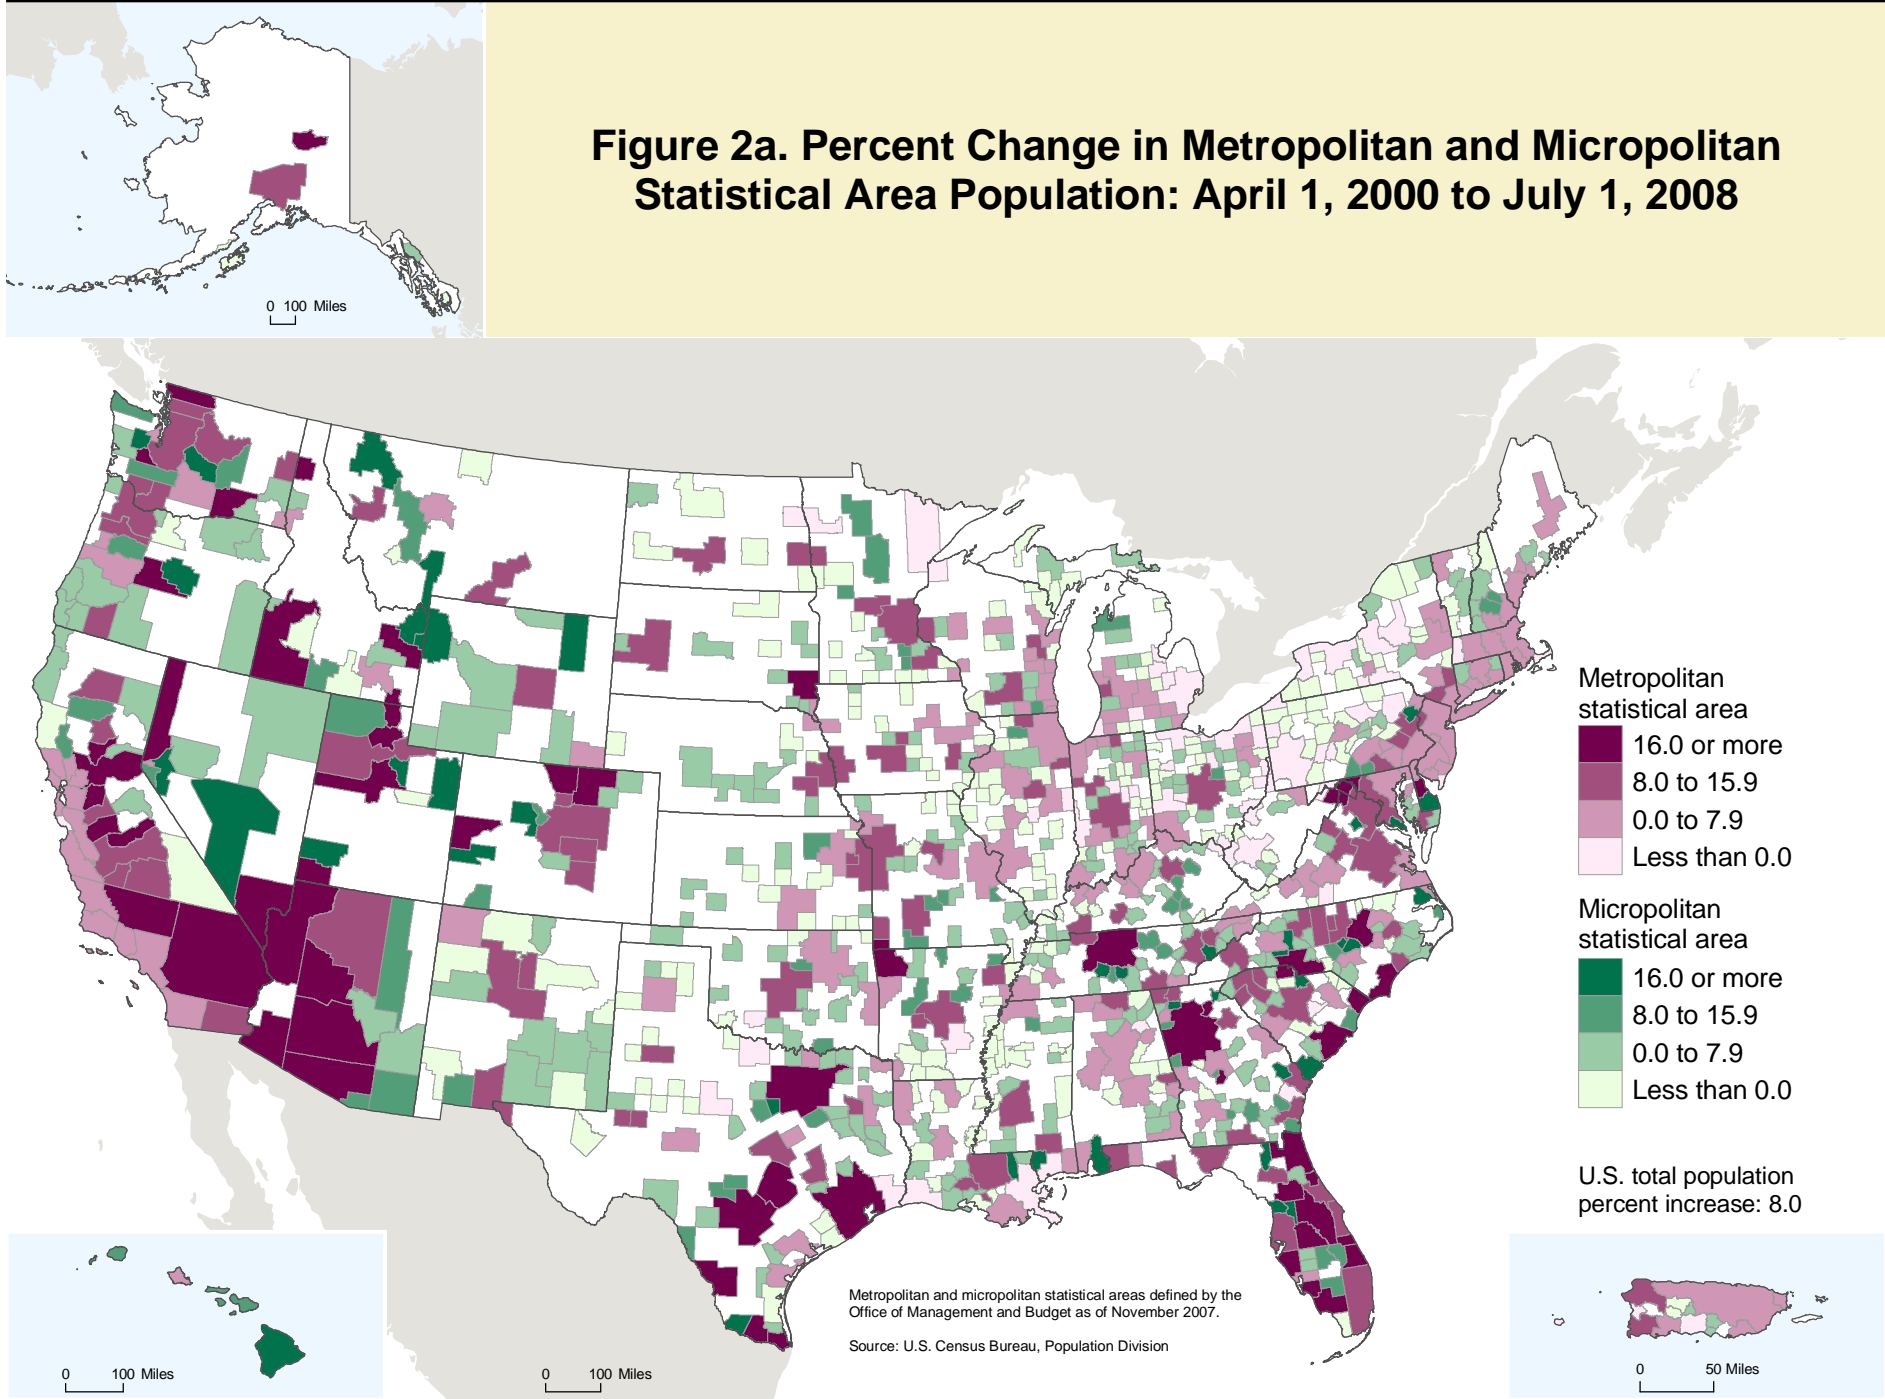 Figure 2a. Percent Change in Metropolitan and Micropolitan
Statistical Area Population: April 1, 2000 to July 1, 2008
0 100 Miles
Metropolitan
statistical area
16.0 or more
8.0 to 15.9
0.0 to 7.9
Less than 0.0
Micropolitan
statistical area
16.0 or more
8.0 to 15.9
0.0 to 7.9
Less than 0.0
U.S. total population
percent increase: 8.0
Metropolitan and micropolitan statistical areas defined by the
Office of Management and Budget as of November 2007.
Source: U.S. Census Bureau, Population Division
0 100 Miles
0 100 Miles
0 50 Miles